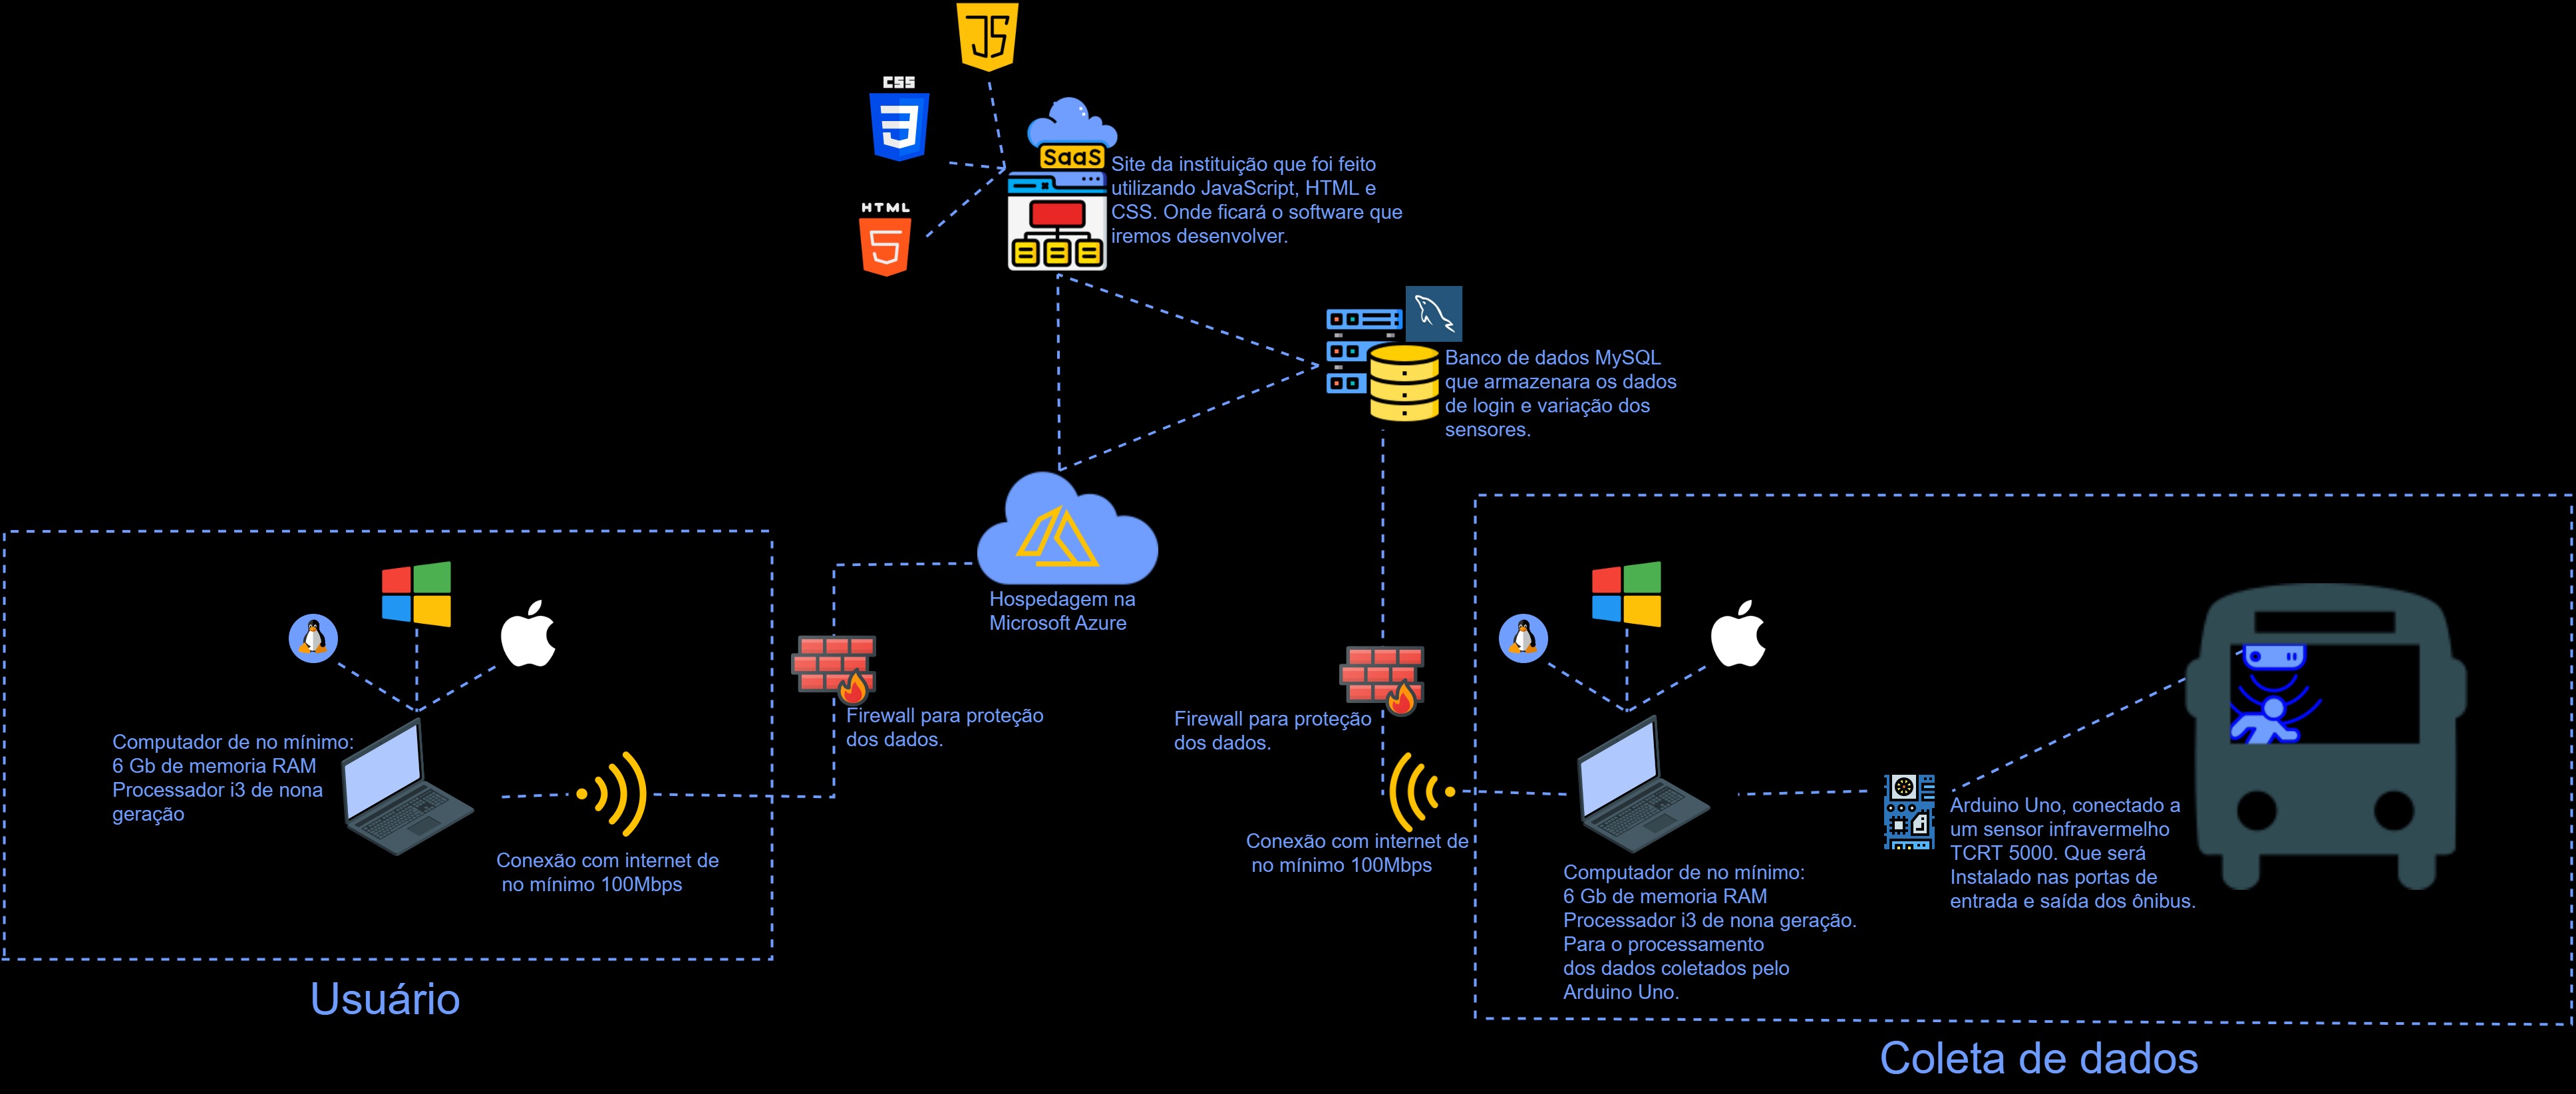 JS
CSS
3
HTML
5
SaaS
Site da instituição que foi feito
utilizando JavaScript, HTML e
CSS. Onde ficará o software que
iremos desenvolver.
Banco de dados MySQL
que armazenara os dados
de login e variação dos
sensores.
Hospedagem na
Microsoft Azure
Firewall para proteção
dos dados.
Firewall para proteção
dos dados.
Computador de no mínimo:
6 Gb de memoria RAM
Processador i3 de nona
geração
Conexão com internet de
no mínimo 100Mbps
Usuário
Conexão com internet de
no mínimo 100Mbps
Computador de no mínimo:
6 Gb de memoria RAM
Processador i3 de nona geração.
Para o processamento
dos dados coletados pelo
Arduino Uno.
Arduino Uno, conectado a
um sensor infravermelho
TCRT 5000. Que será
Instalado nas portas de
entrada e saída dos ônibus.
Coleta de dados